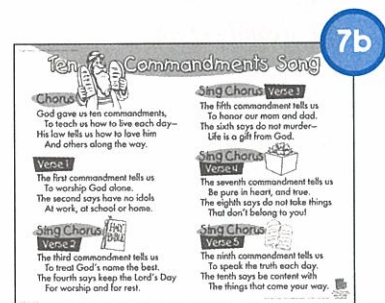 7b
Ten Commandments Song
Chorus
God gave us ten commandments,
To teach us how to live each day—
His law tells us how to love him
And others along the way.
Verse 1
The first commandment tells us
To worship God alone.
The second says have no idols
At work, at school or home.
Sing Chorus
Verse 2
HOLY
BIBLE
The third commandment tells us
To treat God's name the best.
The fourth says keep the Lord's Day
For worship and for rest.
Sing Chorus Verse 3
The fifth commandment tells us
To honor our mom and dad.
The sixth says do not murder—
Life is a gift from God.
Sing Chorus
Verse 4
The seventh commandment tells us
Be pure in heart, and true.
The eighth says do not take things
That don't belong to you!
Sing Chorus
Verse 5
The ninth commandment tells us
To speak the truth each day.
The tenth says be content with
The things that come your way.